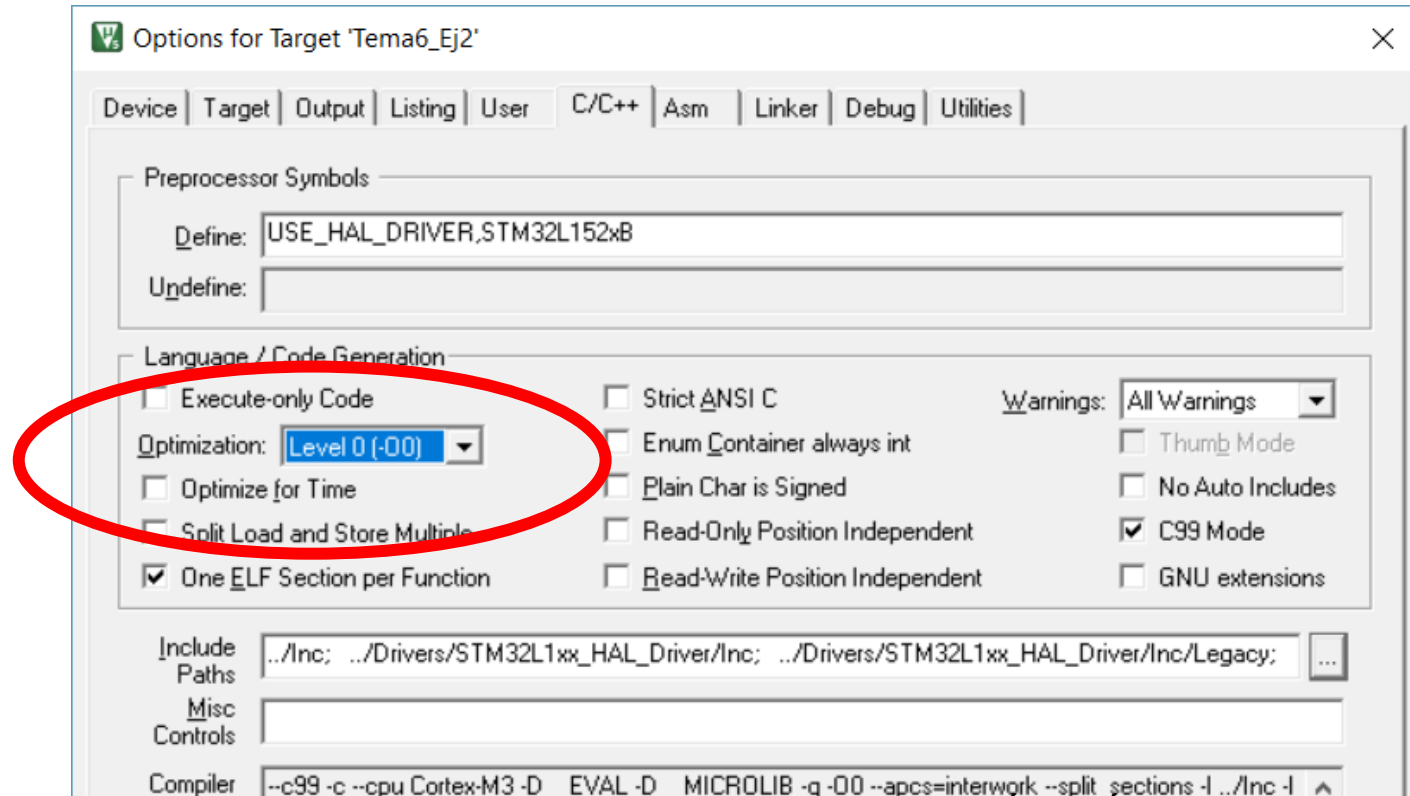 Options for Target 'Tema6_Ej2'
Device Target Output Listing User C/C++ Asm Linker Debug Utilities
Preprocessor Symbols
Define: USE_HAL_DRIVER,STM32L152xB
Undefine:
Language / Code Generation
Execute-only Code Strict ANSI C Warnings: All Warnings
Optimization: Level 0 (-O0) Enum Container always int Thumb Mode
Optimize for Time Plain Char is Signed No Auto Includes
Split Load and Store Multiple Read-Only Position Independent C99 Mode
One ELF Section per Function Read-Write Position Independent GNU extensions
Include Paths ../Inc; ../Drivers/STM32L1xx_HAL_Driver/Inc; ../Drivers/STM32L1xx_HAL_Driver/Inc/Legacy; ...
Misc Controls
Compiler --c99 -c --cpu Cortex-M3 -D__EVAL -D__MICROLIB -g -O0 --apcs=interwork --split_sections -I ../Inc -I